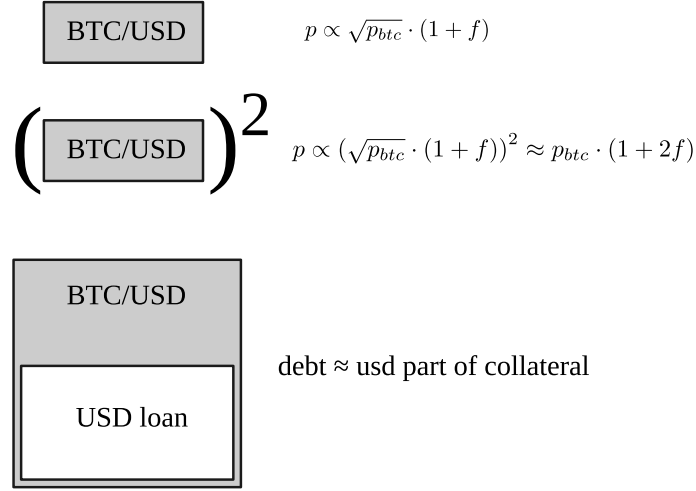 BTC/USD p ∝ √p_btc · (1 + f)
(BTC/USD)² p ∝ (√p_btc · (1 + f))² ≈ p_btc · (1 + 2f)
BTC/USD
debt ≈ usd part of collateral
USD loan